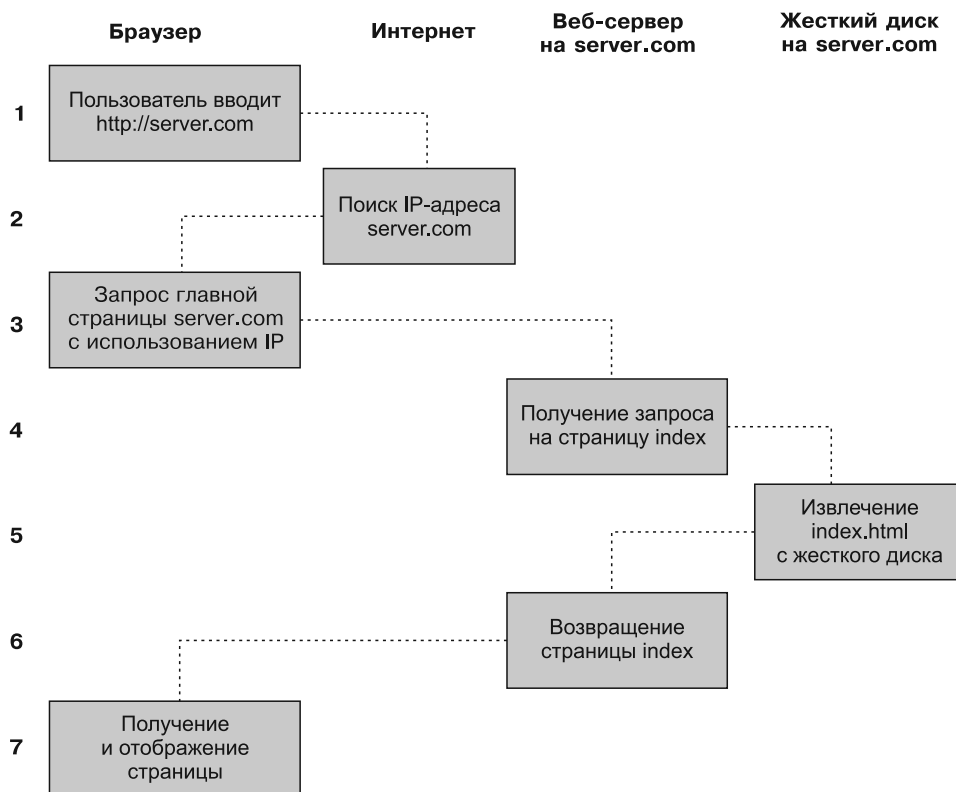 Браузер
Интернет
Веб-сервер
на server.com
Жесткий диск
на server.com
1
Пользователь вводит
http://server.com
2
Поиск IP-адреса
server.com
3
Запрос главной
страницы server.com
с использованием IP
4
Получение запроса
на страницу index
5
Извлечение
index.html
с жесткого диска
6
Возвращение
страницы index
7
Получение
и отображение
страницы